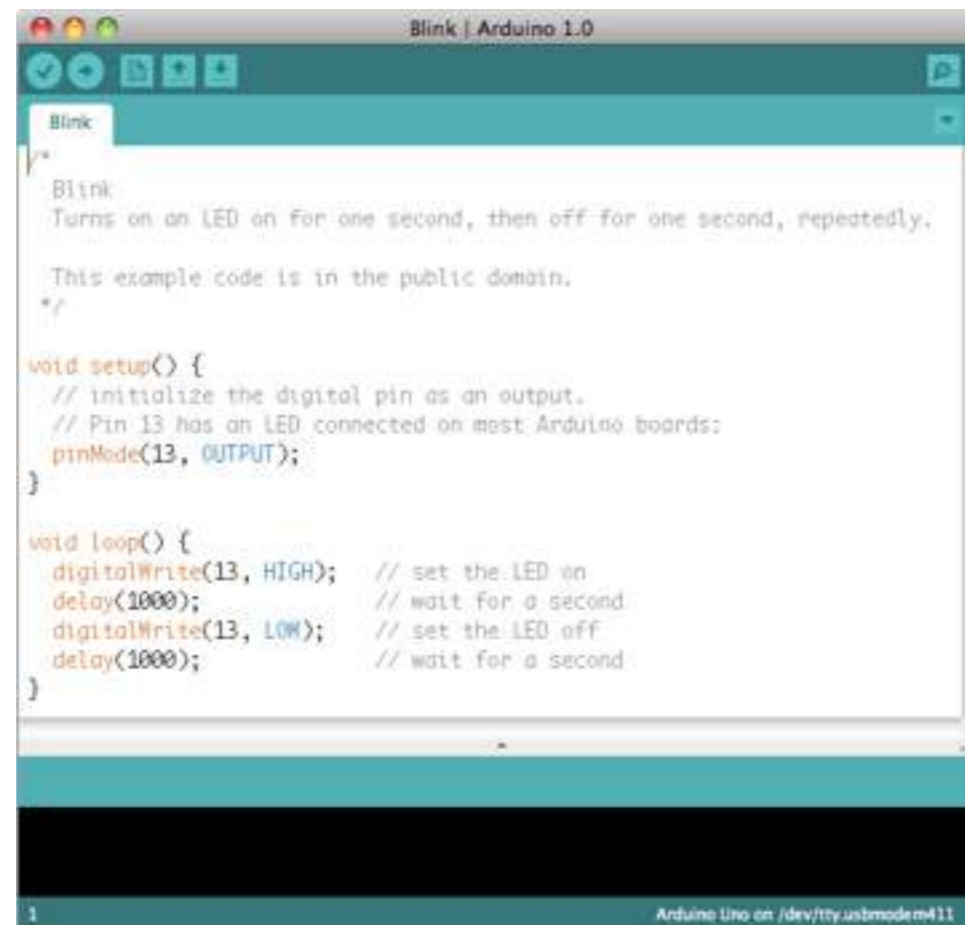 Blink | Arduino 1.0
Blink
/*
  Blink
  Turns on an LED on for one second, then off for one second, repeatedly.

  This example code is in the public domain.
 */

void setup() {
  // initialize the digital pin as an output.
  // Pin 13 has an LED connected on most Arduino boards:
  pinMode(13, OUTPUT);
}

void loop() {
  digitalWrite(13, HIGH);   // set the LED on
  delay(1000);              // wait for a second
  digitalWrite(13, LOW);    // set the LED off
  delay(1000);              // wait for a second
}
1 Arduino Uno on /dev/tty.usbmodem411